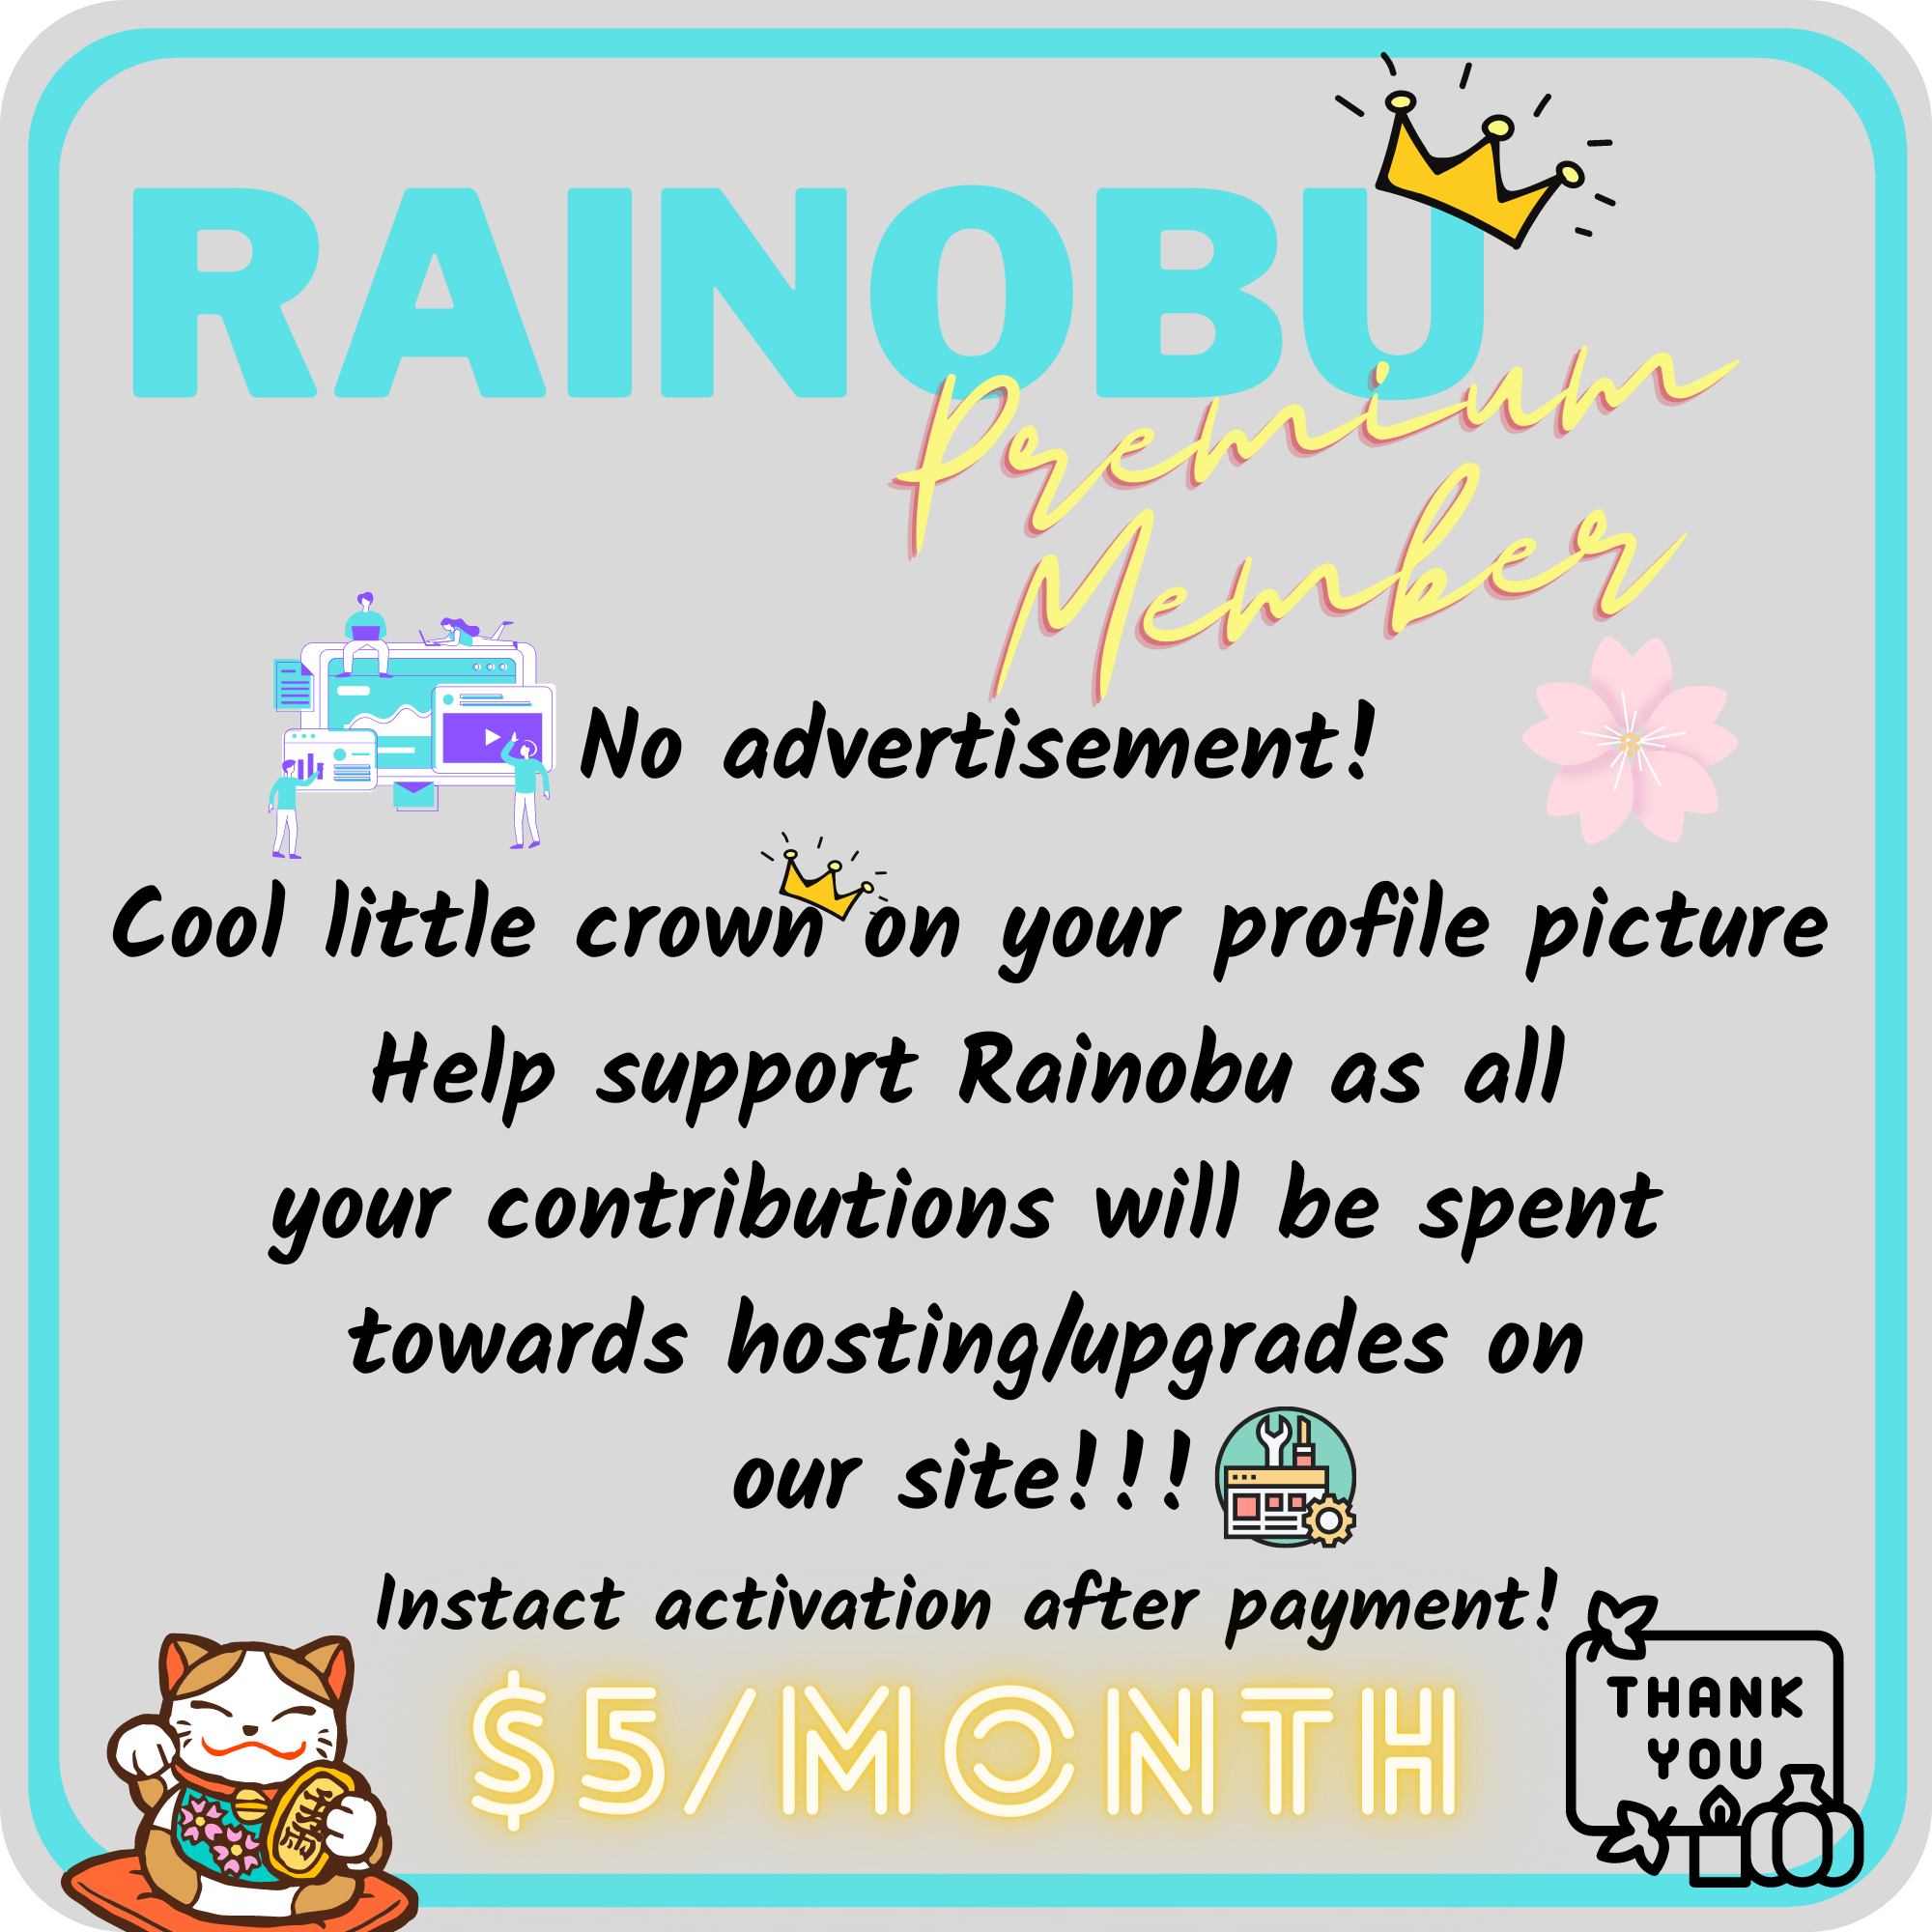 RAINOBU
Premium
Member
No advertisement!
Cool little crown on your profile picture
Help support Rainobu as all
your contributions will be spent
towards hosting/upgrades on
our site!!!
Instact activation after payment!
$5/MONTH
THANK
YOU